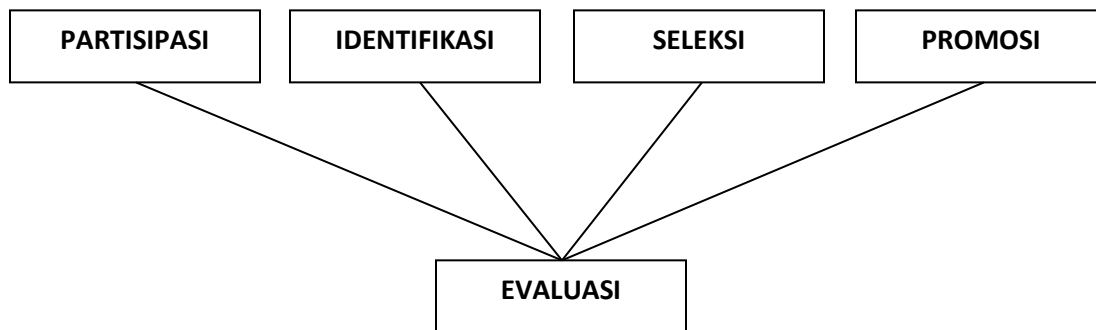 PARTISIPASI
IDENTIFIKASI
SELEKSI
PROMOSI
EVALUASI